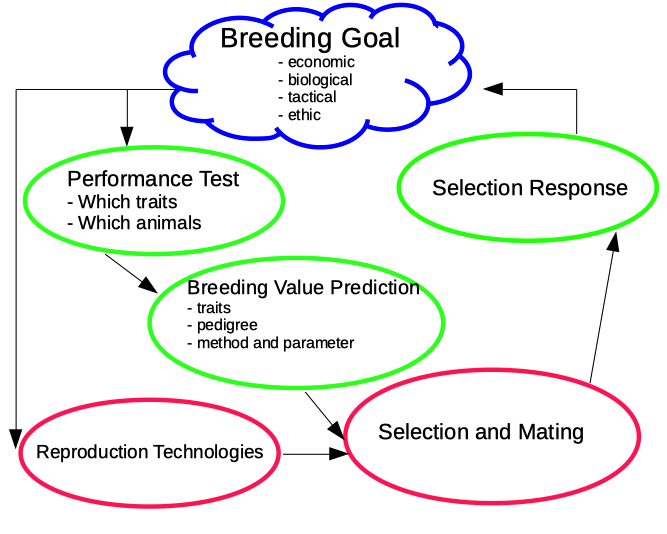 Breeding Goal
- economic
- biological
- tactical
- ethic
Performance Test
- Which traits
- Which animals
Selection Response
Breeding Value Prediction
- traits
- pedigree
- method and parameter
Selection and Mating
Reproduction Technologies